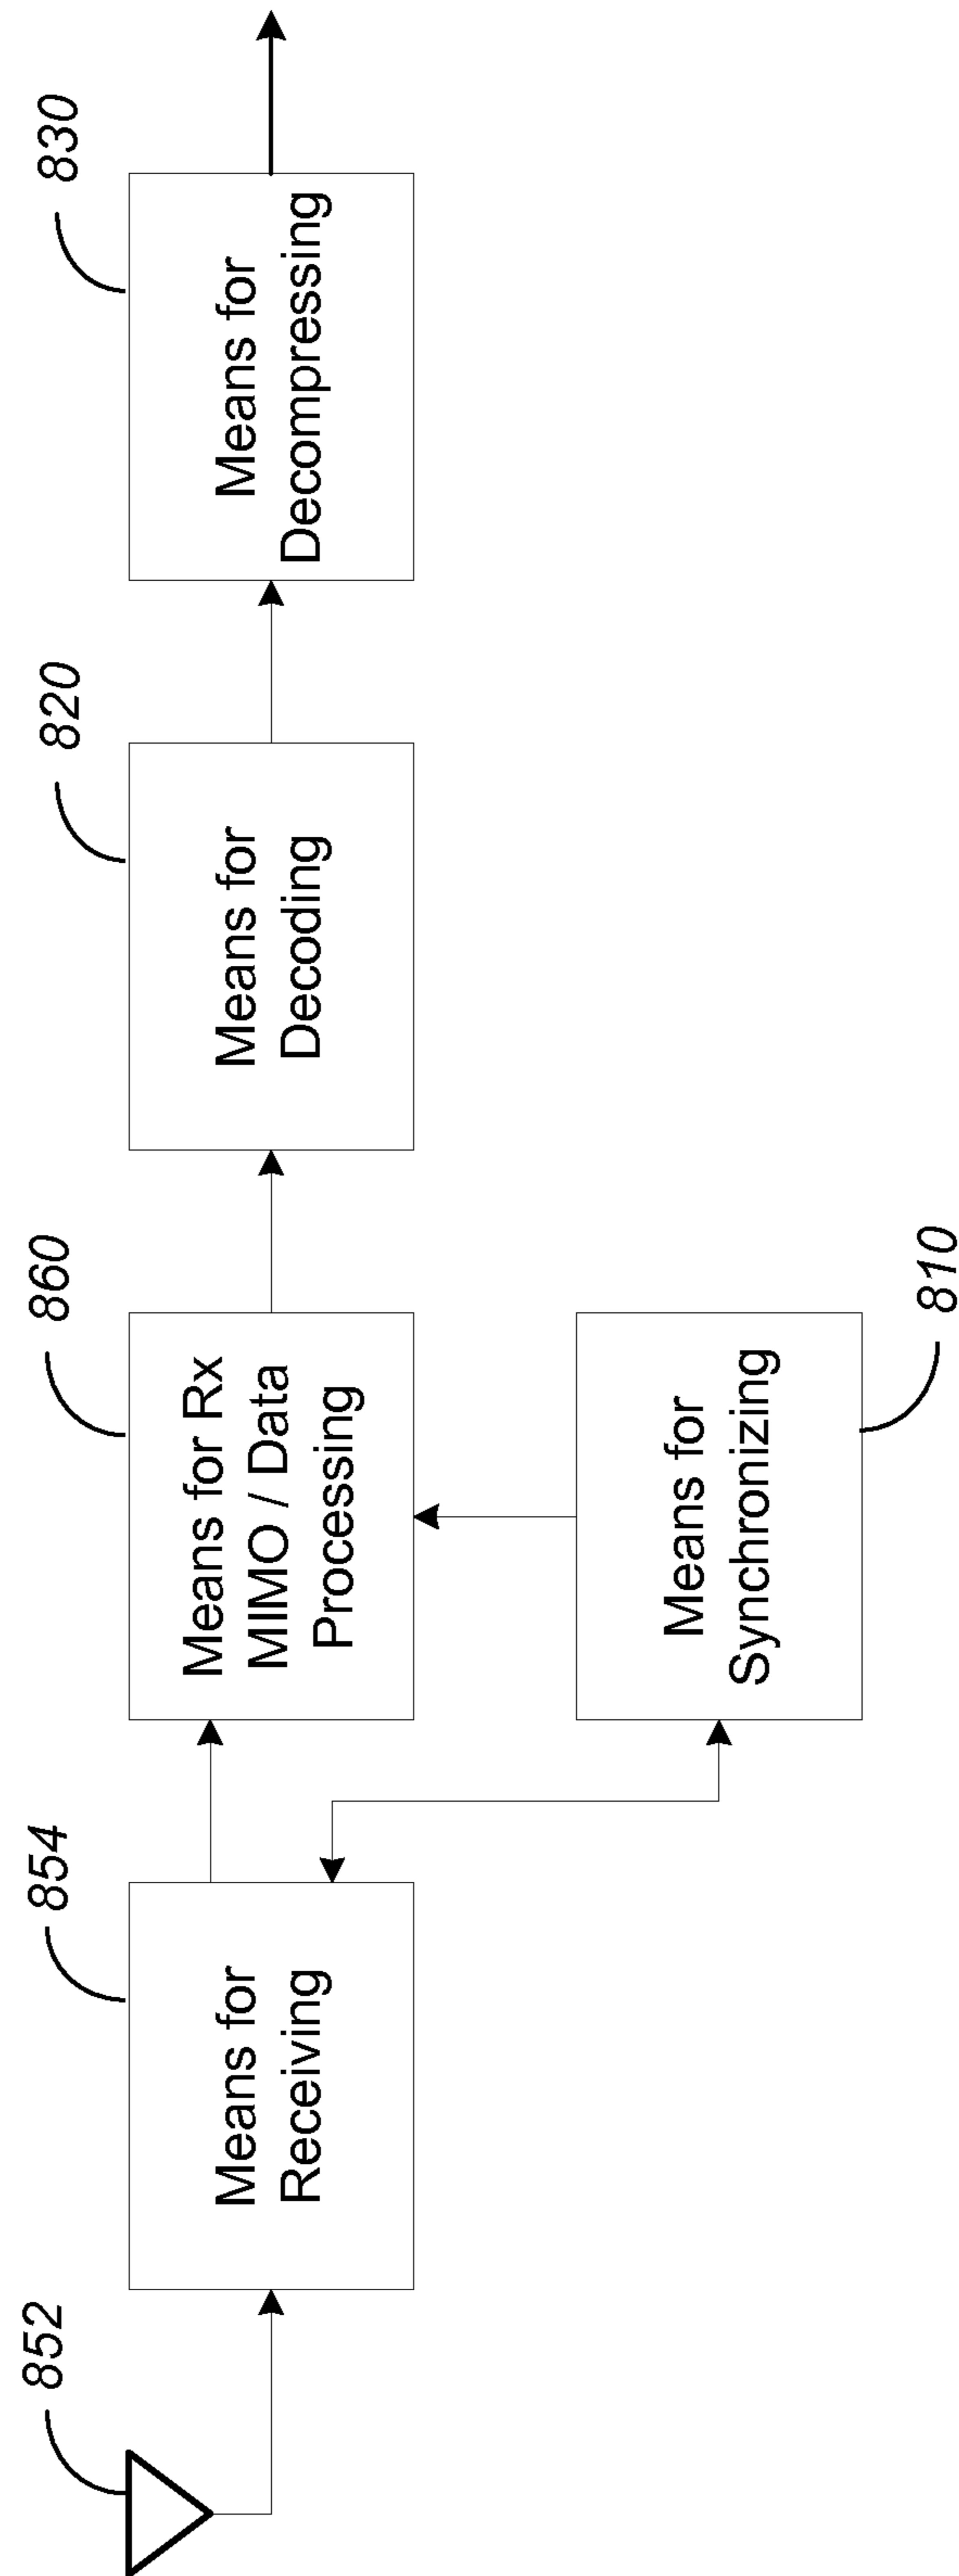 852
854
Means for
Receiving
860
Means for Rx
MIMO / Data
Processing
820
Means for
Decoding
830
Means for
Decompressing
Means for
Synchronizing
810